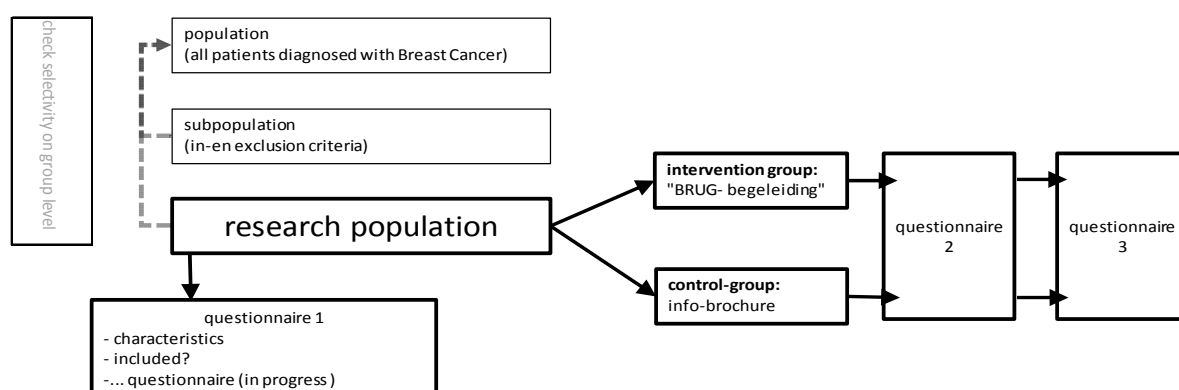 check selectivity on group level
population
(all patients diagnosed with Breast Cancer)
subpopulation
(in-en exclusion criteria)
research population
questionnaire 1
- characteristics
- included?
-... questionnaire (in progress )
intervention group:
"BRUG- begeleiding"
control-group:
info-brochure
questionnaire
2
questionnaire
3